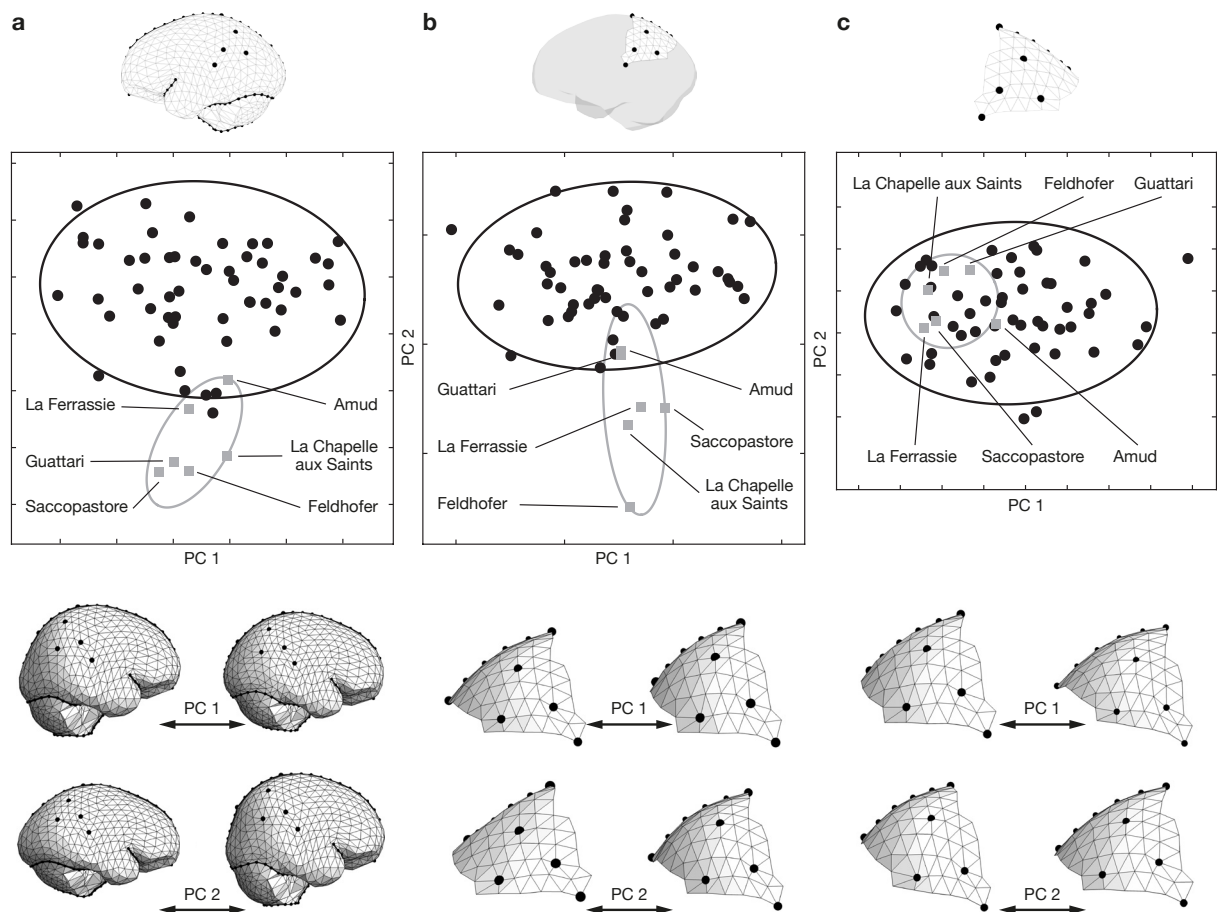 a
b
c
La Ferrassie
Amud
Guattari
La Chapelle
aux Saints
Saccopastore
Feldhofer
PC 1
PC 2
Guattari
Amud
La Ferrassie
Saccopastore
La Chapelle
aux Saints
Feldhofer
PC 1
PC 2
La Chapelle aux Saints
Feldhofer
Guattari
La Ferrassie
Saccopastore
Amud
PC 1
PC 1
PC 1
PC 1
PC 2
PC 2
PC 2